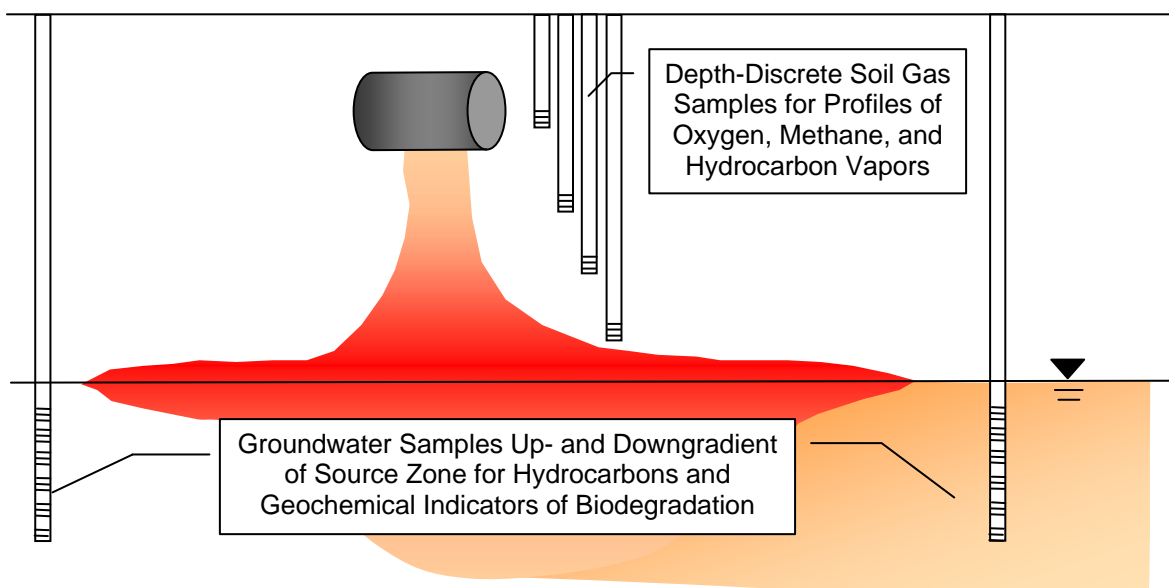 Depth-Discrete Soil Gas
Samples for Profiles of
Oxygen, Methane, and
Hydrocarbon Vapors
Groundwater Samples Up- and Downgradient
of Source Zone for Hydrocarbons and
Geochemical Indicators of Biodegradation